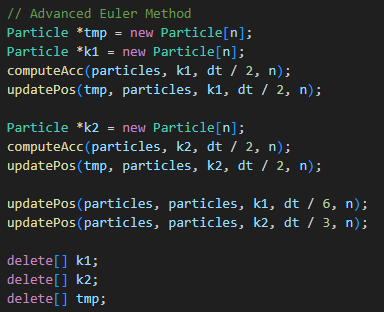 // Advanced Euler Method
Particle *tmp = new Particle[n];
Particle *k1 = new Particle[n];
computeAcc(particles, k1, dt / 2, n);
updatePos(tmp, particles, k1, dt / 2, n);
Particle *k2 = new Particle[n];
computeAcc(particles, k2, dt / 2, n);
updatePos(tmp, particles, k2, dt / 2, n);
updatePos(particles, particles, k1, dt / 6, n);
updatePos(particles, particles, k2, dt / 3, n);
delete[] k1;
delete[] k2;
delete[] tmp;